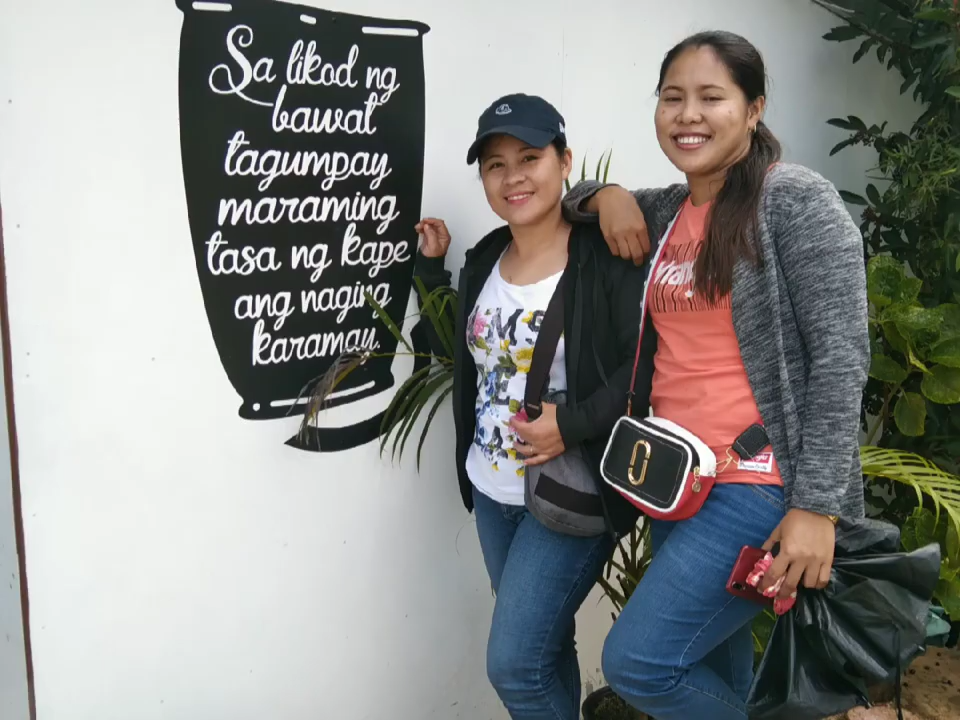 Sa likod ng
bawat
tagumpay
maraming
tasa ng kape
ang naging
karamay.